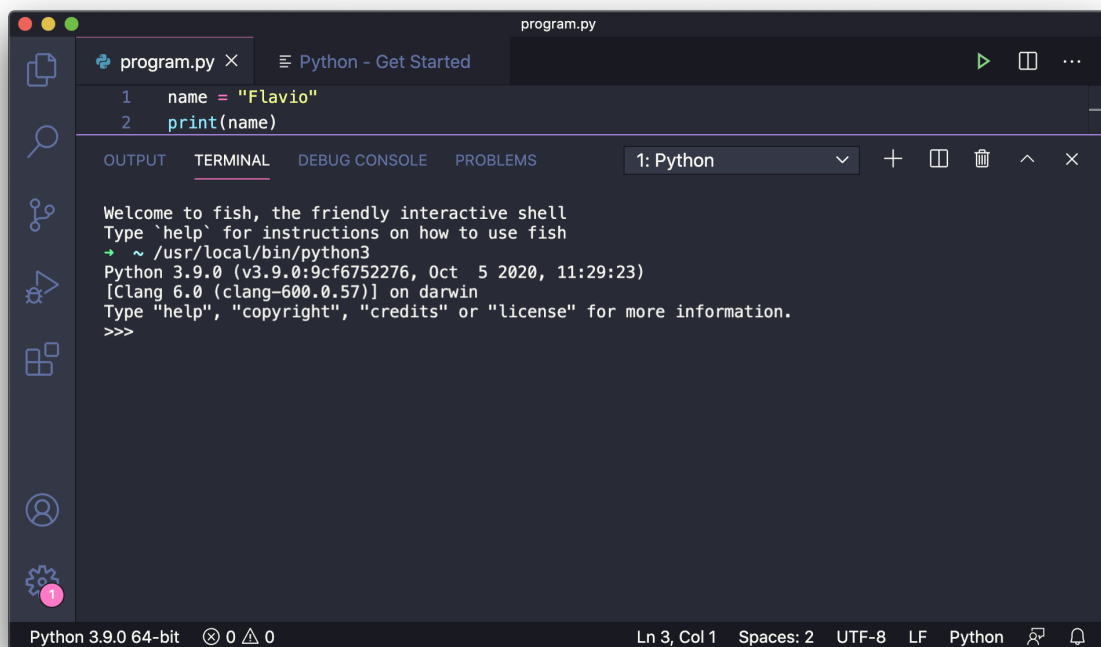 program.py
program.py
Python - Get Started
1 name = "Flavio"
2 print(name)
OUTPUT TERMINAL DEBUG CONSOLE PROBLEMS 1: Python
Welcome to fish, the friendly interactive shell
Type `help` for instructions on how to use fish
➜ ~ /usr/local/bin/python3
Python 3.9.0 (v3.9.0:9cf6752276, Oct  5 2020, 11:29:23)
[Clang 6.0 (clang-600.0.57)] on darwin
Type "help", "copyright", "credits" or "license" for more information.
>>>
1
Python 3.9.0 64-bit 0 0 Ln 3, Col 1 Spaces: 2 UTF-8 LF Python